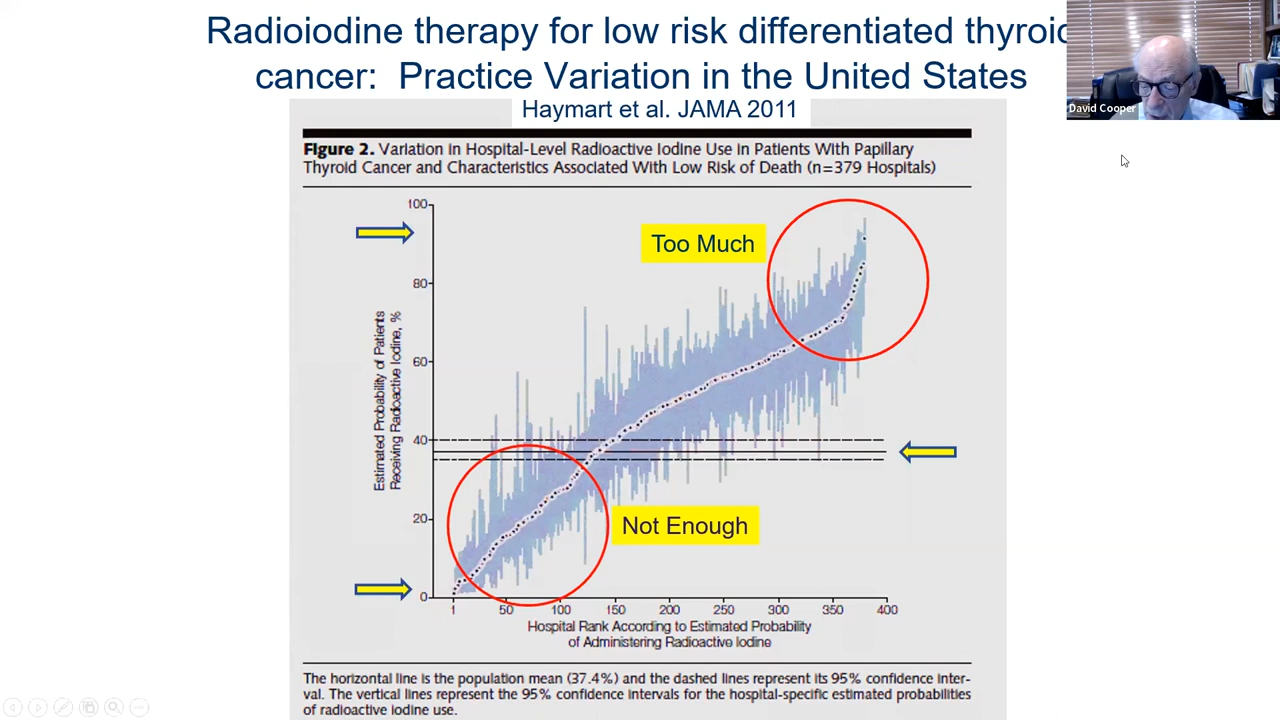 Radioiodine therapy for low risk differentiated thyroid
cancer: Practice Variation in the United States
Haymart et al. JAMA 2011
David Cooper
Figure 2. Variation in Hospital-Level Radioactive Iodine Use in Patients With Papillary
Thyroid Cancer and Characteristics Associated With Low Risk of Death (n=379 Hospitals)
100
80
60
40
20
0
Estimated Probability of Patients
Receiving Radioactive Iodine, %
Too Much
Not Enough
1 50 100 150 200 250 300 350 400
Hospital Rank According to Estimated Probability
of Administering Radioactive Iodine
The horizontal line is the population mean (37.4%) and the dashed lines represent its 95% confidence inter-
val. The vertical lines represent the 95% confidence intervals for the hospital-specific estimated probabilities
of radioactive iodine use.